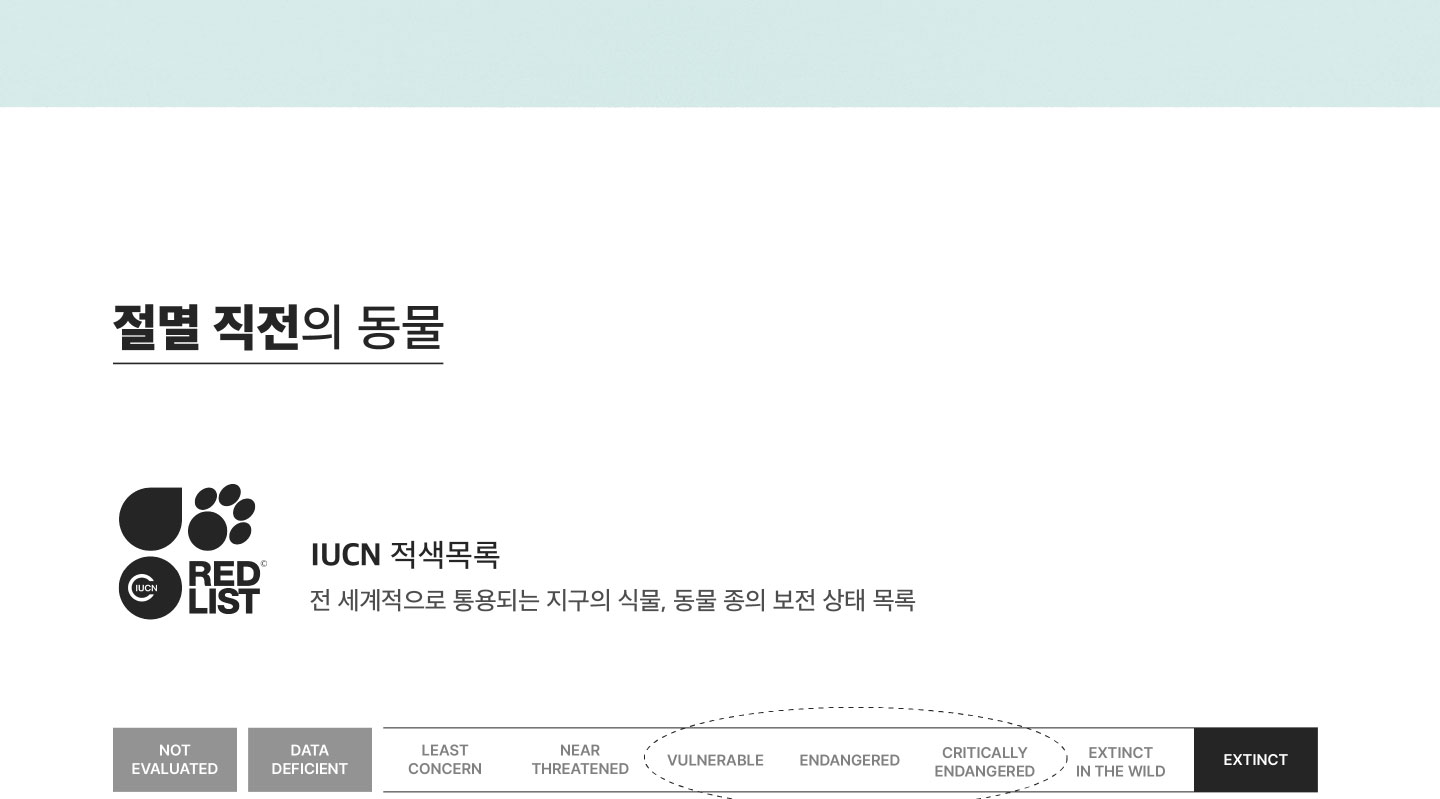 절멸 직전의 동물
RED©
LIST
IUCN
IUCN 적색목록
전 세계적으로 통용되는 지구의 식물, 동물 종의 보전 상태 목록
NOT
EVALUATED
DATA
DEFICIENT
LEAST
CONCERN
NEAR
THREATENED
VULNERABLE
ENDANGERED
CRITICALLY
ENDANGERED
EXTINCT
IN THE WILD
EXTINCT